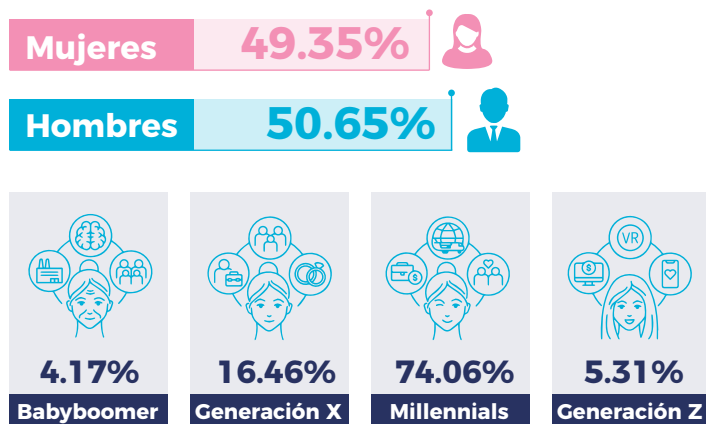 Mujeres 49.35%
Hombres 50.65%
VR
4.17% 16.46% 74.06% 5.31%
Babyboomer Generación X Millennials Generación Z